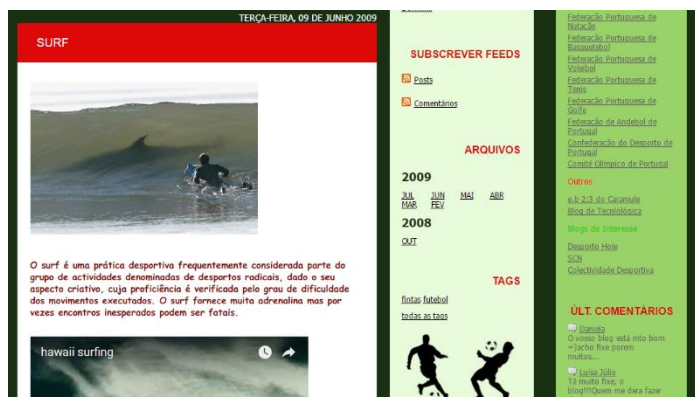 TERÇA-FEIRA, 09 DE JUNHO 2009
SURF
O surf é uma prática desportiva frequentemente considerada parte do
grupo de actividades denominadas de desportos radicais, dado o seu
aspecto criativo, cuja proficiência é verificada pelo grau de dificuldade
dos movimentos executados. O surf fornece muita adrenalina mas por
vezes encontros inesperados podem ser fatais.
hawaii surfing
SUBSCREVER FEEDS
Posts
Comentários
ARQUIVOS
2009
JUL JUN MAI ABR
MAR FEV
2008
OUT
TAGS
fintas futebol
todas as tags
Federação Portuguesa de
Natação
Federação Portuguesa de
Basquetebol
Federação Portuguesa de
Voleibol
Federação Portuguesa de
Tenis
Federação Portuguesa de
Golfe
Federação de Andebol de
Portugal
Confederação do Desporto de
Portugal
Comité Olímpico de Portugal
Outros
e.b 2;3 do Caramulo
Blog de Tecniológica
Blogs de Interesse
Desporto Hoje
SCN
Colectividade Desportiva
ÚLT. COMENTÁRIOS
Daniela
O vosso blog está mto bom
=)acho fixe porem
muitos...
Luísa Júlio
Tá muito fixe, o
blog!!!Quem me dera fazer